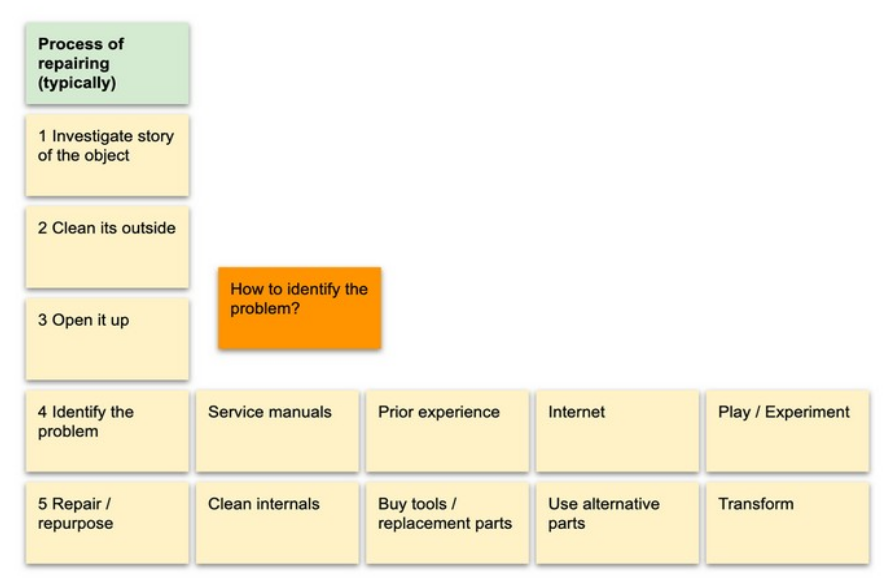 Process of
repairing
(typically)
1 Investigate story
of the object
2 Clean its outside
How to identify the
problem?
3 Open it up
4 Identify the
problem
Service manuals
Prior experience
Internet
Play / Experiment
5 Repair /
repurpose
Clean internals
Buy tools /
replacement parts
Use alternative
parts
Transform